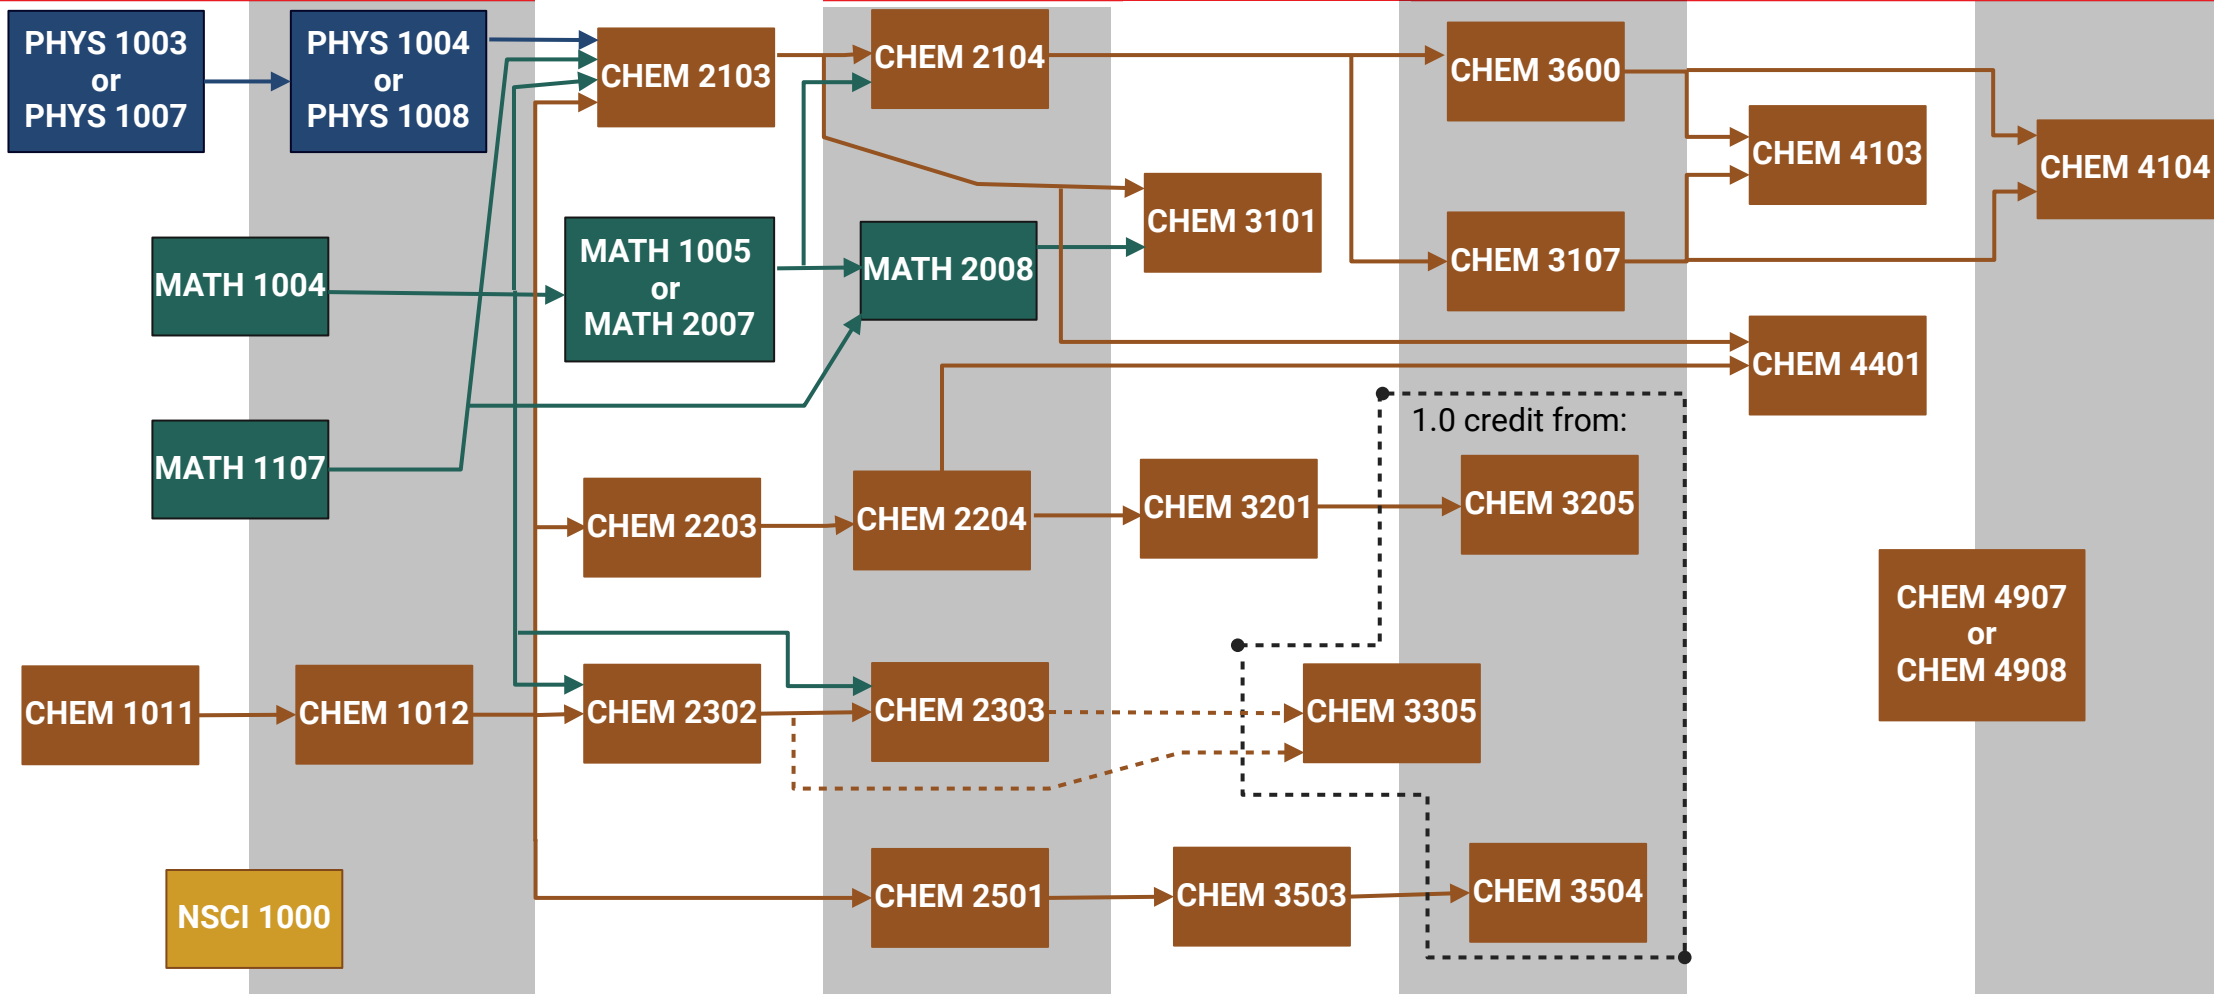 PHYS 1003
or
PHYS 1007
PHYS 1004
or
PHYS 1008
CHEM 2103
CHEM 2104
CHEM 3600
CHEM 4103
CHEM 4104
MATH 1004
MATH 1005
or
MATH 2007
MATH 2008
CHEM 3101
CHEM 3107
CHEM 4401
MATH 1107
1.0 credit from:
CHEM 2203
CHEM 2204
CHEM 3201
CHEM 3205
CHEM 4907
or
CHEM 4908
CHEM 1011
CHEM 1012
CHEM 2302
CHEM 2303
CHEM 3305
NSCI 1000
CHEM 2501
CHEM 3503
CHEM 3504